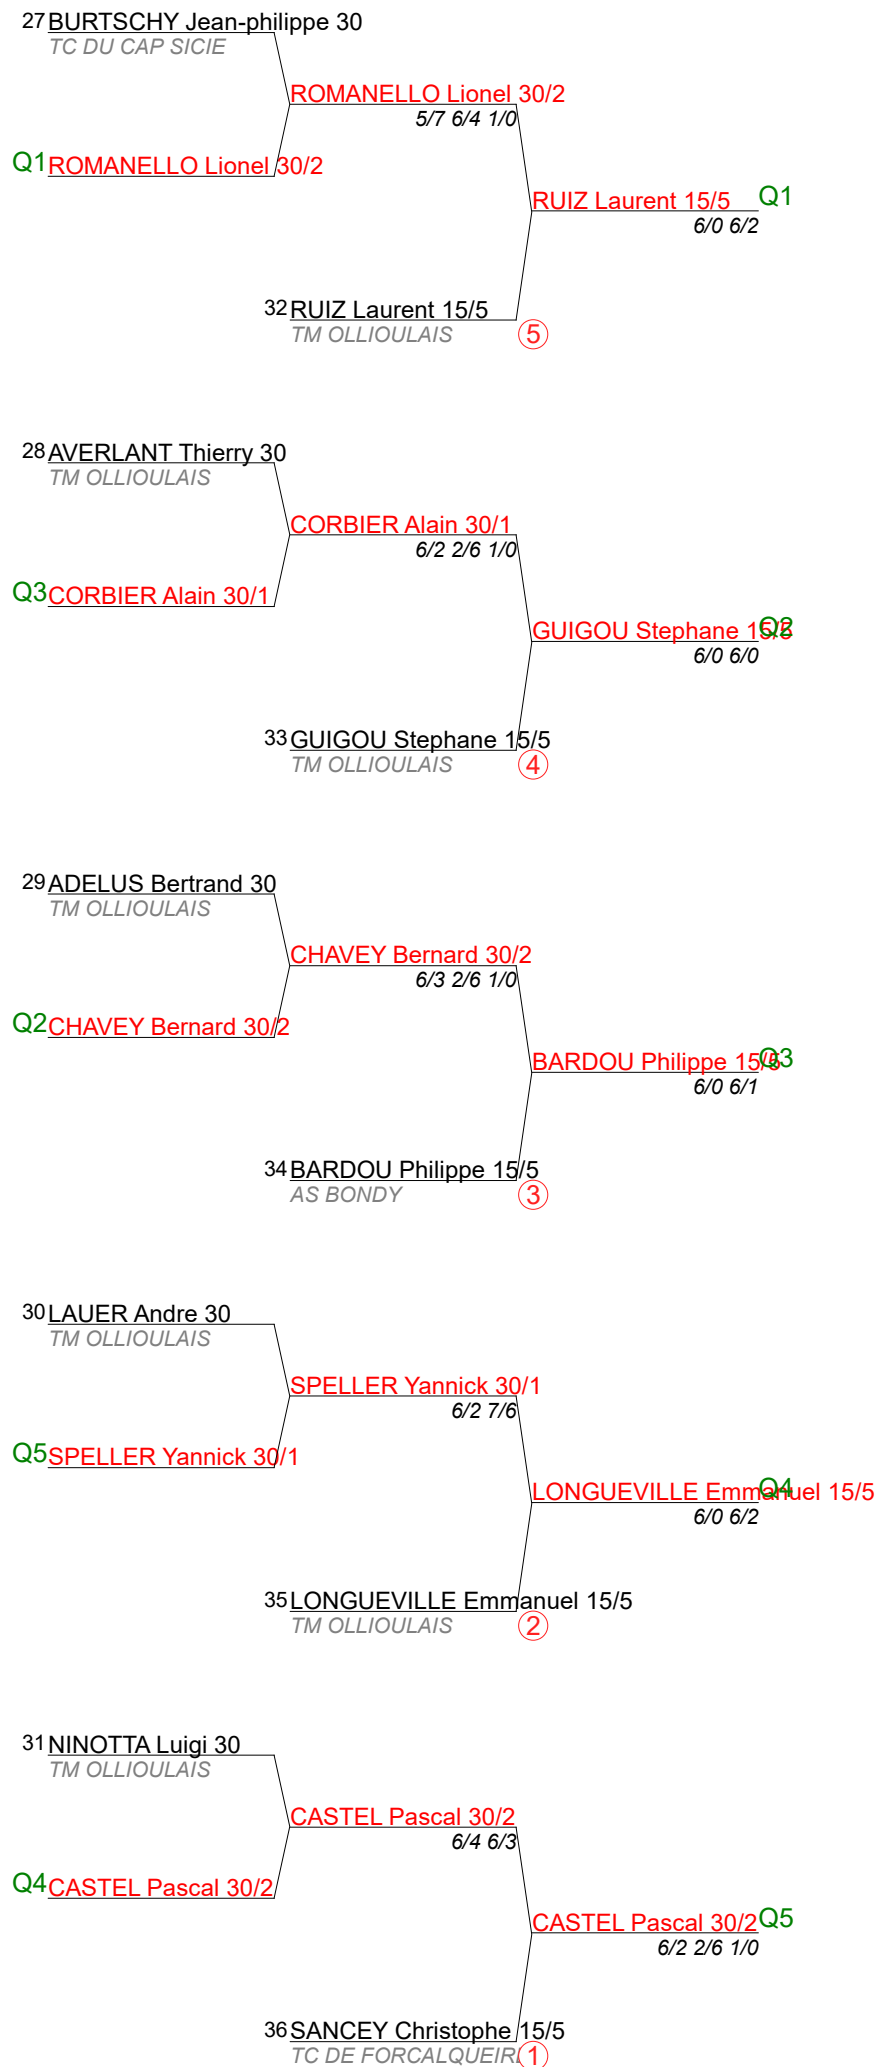 27 BURTSCHY Jean-philippe 30
TC DU CAP SICIE
ROMANELLO Lionel 30/2
5/7 6/4 1/0
Q1 ROMANELLO Lionel 30/2
RUIZ Laurent 15/5 Q1
6/0 6/2
32 RUIZ Laurent 15/5
TM OLLIOULAIS
5
28 AVERLANT Thierry 30
TM OLLIOULAIS
CORBIER Alain 30/1
6/2 2/6 1/0
Q3 CORBIER Alain 30/1
GUIGOU Stephane 15/5 Q2
6/0 6/0
33 GUIGOU Stephane 15/5
TM OLLIOULAIS
4
29 ADELUS Bertrand 30
TM OLLIOULAIS
CHAVEY Bernard 30/2
6/3 2/6 1/0
Q2 CHAVEY Bernard 30/2
BARDOU Philippe 15/5 Q3
6/0 6/1
34 BARDOU Philippe 15/5
AS BONDY
3
30 LAUER Andre 30
TM OLLIOULAIS
SPELLER Yannick 30/1
6/2 7/6
Q5 SPELLER Yannick 30/1
LONGUEVILLE Emmanuel 15/5 Q4
6/0 6/2
35 LONGUEVILLE Emmanuel 15/5
TM OLLIOULAIS
2
31 NINOTTA Luigi 30
TM OLLIOULAIS
CASTEL Pascal 30/2
6/4 6/3
Q4 CASTEL Pascal 30/2
CASTEL Pascal 30/2 Q5
6/2 2/6 1/0
36 SANCEY Christophe 15/5
TC DE FORCALQUEIR
1